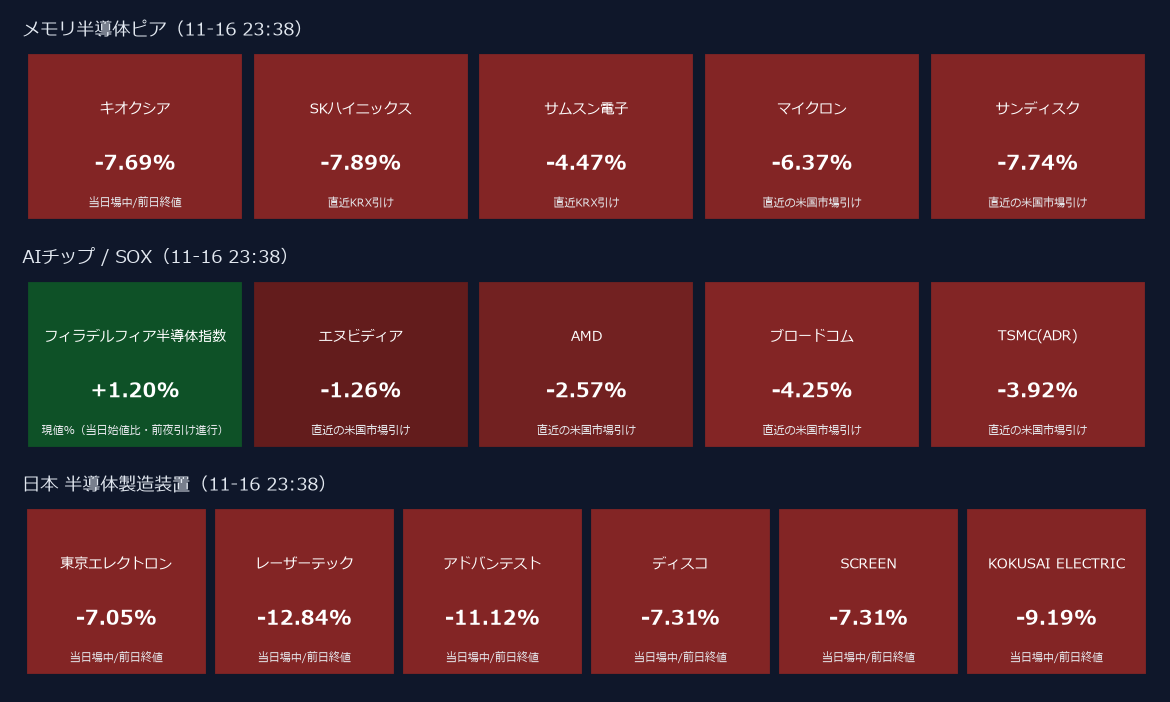 メモリ半導体ピア（11-16 23:38）
キオクシア
-7.69%
当日場中/前日終値
SKハイニックス
-7.89%
直近KRX引け
サムスン電子
-4.47%
直近KRX引け
マイクロン
-6.37%
直近の米国市場引け
サンディスク
-7.74%
直近の米国市場引け
AIチップ / SOX（11-16 23:38）
フィラデルフィア半導体指数
+1.20%
現値%（当日始値比・前夜引け進行）
エヌビディア
-1.26%
直近の米国市場引け
AMD
-2.57%
直近の米国市場引け
ブロードコム
-4.25%
直近の米国市場引け
TSMC(ADR)
-3.92%
直近の米国市場引け
日本 半導体製造装置（11-16 23:38）
東京エレクトロン
-7.05%
当日場中/前日終値
レーザーテック
-12.84%
当日場中/前日終値
アドバンテスト
-11.12%
当日場中/前日終値
ディスコ
-7.31%
当日場中/前日終値
SCREEN
-7.31%
当日場中/前日終値
KOKUSAI ELECTRIC
-9.19%
当日場中/前日終値